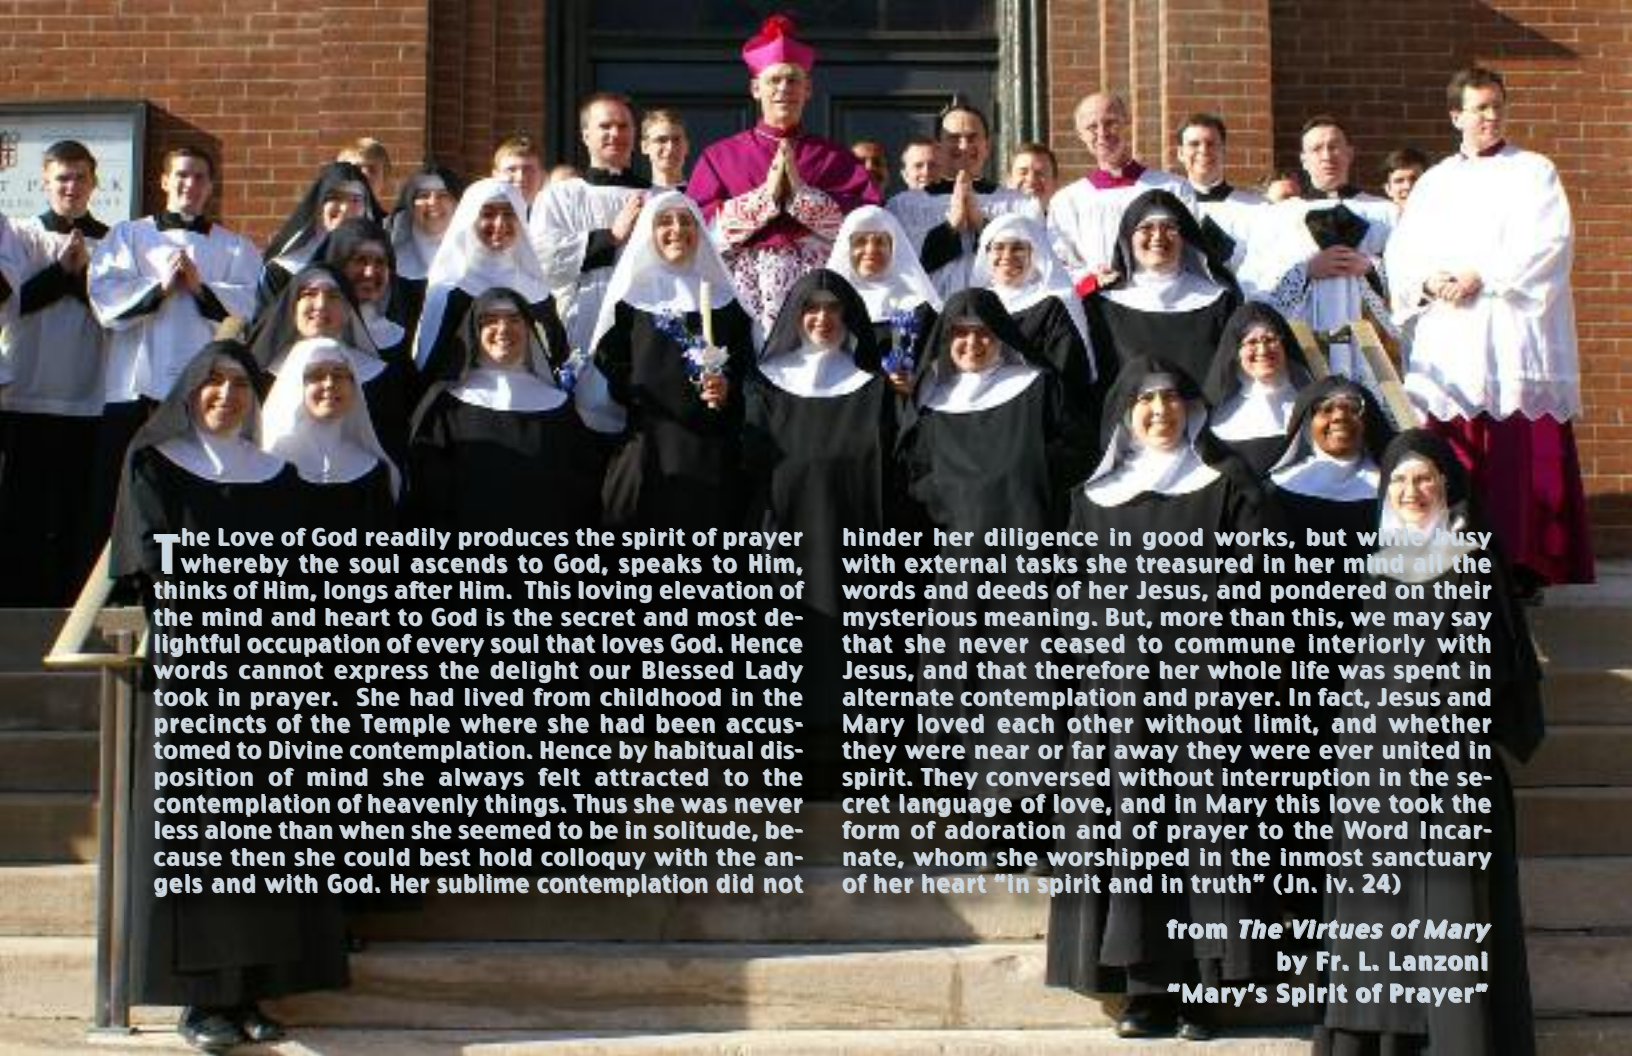 T P
The Love of God readily produces the spirit of prayer
whereby the soul ascends to God, speaks to Him,
thinks of Him, longs after Him. This loving elevation of
the mind and heart to God is the secret and most de-
lightful occupation of every soul that loves God. Hence
words cannot express the delight our Blessed Lady
took in prayer. She had lived from childhood in the
precincts of the Temple where she had been accus-
tomed to Divine contemplation. Hence by habitual dis-
position of mind she always felt attracted to the
contemplation of heavenly things. Thus she was never
less alone than when she seemed to be in solitude, be-
cause then she could best hold colloquy with the an-
gels and with God. Her sublime contemplation did not
hinder her diligence in good works, but while busy
with external tasks she treasured in her mind all the
words and deeds of her Jesus, and pondered on their
mysterious meaning. But, more than this, we may say
that she never ceased to commune interiorly with
Jesus, and that therefore her whole life was spent in
alternate contemplation and prayer. In fact, Jesus and
Mary loved each other without limit, and whether
they were near or far away they were ever united in
spirit. They conversed without interruption in the se-
cret language of love, and in Mary this love took the
form of adoration and of prayer to the Word Incar-
nate, whom she worshipped in the inmost sanctuary
of her heart "in spirit and in truth" (Jn. iv. 24)
from The Virtues of Mary
by Fr. L. Lanzoni
"Mary's Spirit of Prayer"